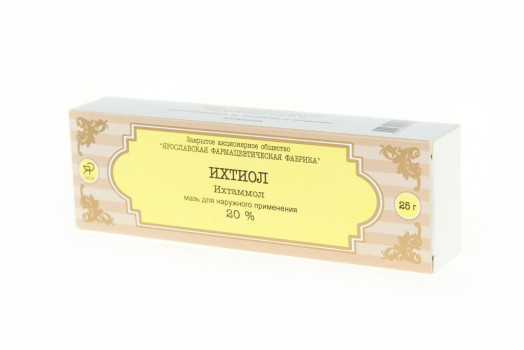 Закрытое акционерное общество
"ЯРОСЛАВСКАЯ ФАРМАЦЕВТИЧЕСКАЯ ФАБРИКА"
ИХТИОЛ
Ихтаммол
мазь для наружного применения
20 %
25 г